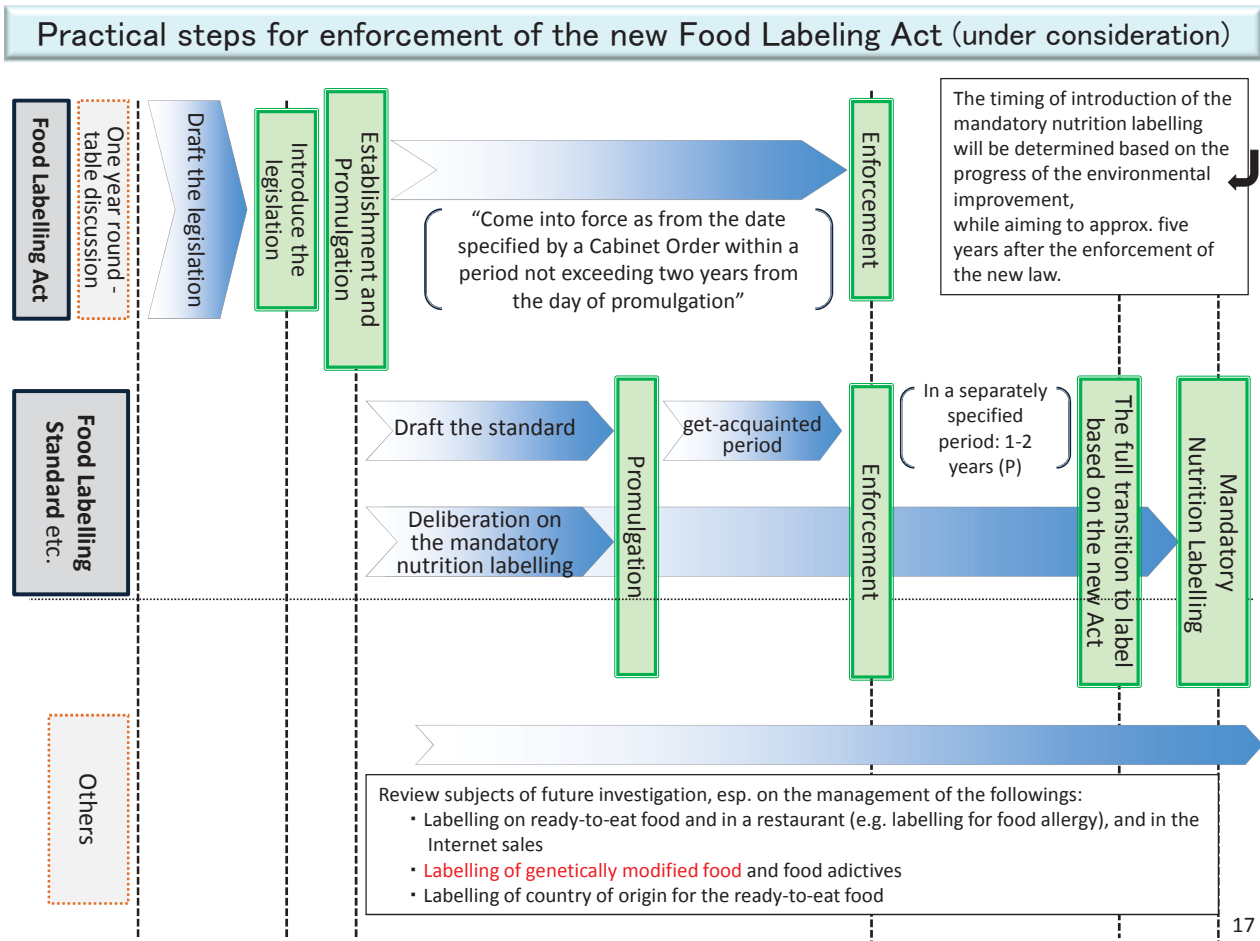 Practical steps for enforcement of the new Food Labeling Act (under consideration)
Food Labelling Act
One year round -
table discussion
Draft the legislation
Introduce the
legislation
Establishment and
Promulgation
“Come into force as from the date
specified by a Cabinet Order within a
period not exceeding two years from
the day of promulgation”
Enforcement
The timing of introduction of the
mandatory nutrition labelling
will be determined based on the
progress of the environmental
improvement,
while aiming to approx. five
years after the enforcement of
the new law.
Food Labelling
Standard etc.
Draft the standard
Deliberation on
the mandatory
nutrition labelling
Promulgation
get-acquainted
period
Enforcement
In a separately
specified
period: 1-2
years (P)
The full transition to label
based on the new Act
Mandatory
Nutrition Labelling
Others
Review subjects of future investigation, esp. on the management of the followings:
・Labelling on ready-to-eat food and in a restaurant (e.g. labelling for food allergy), and in the
Internet sales
・Labelling of genetically modified food and food adictives
・Labelling of country of origin for the ready-to-eat food
17